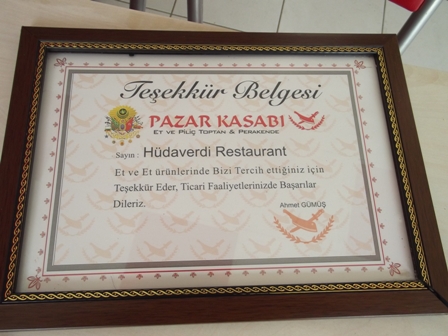 Teşekkür Belgesi
PAZAR KASABI
ET VE PİLİÇ TOPTAN & PERAKENDE
Sayın : Hüdaverdi Restaurant
Et ve Et ürünlerinde Bizi Tercih ettiğiniz için
Teşekkür Eder, Ticari Faaliyetlerinizde Başarılar
Dileriz.
Ahmet GÜMÜŞ